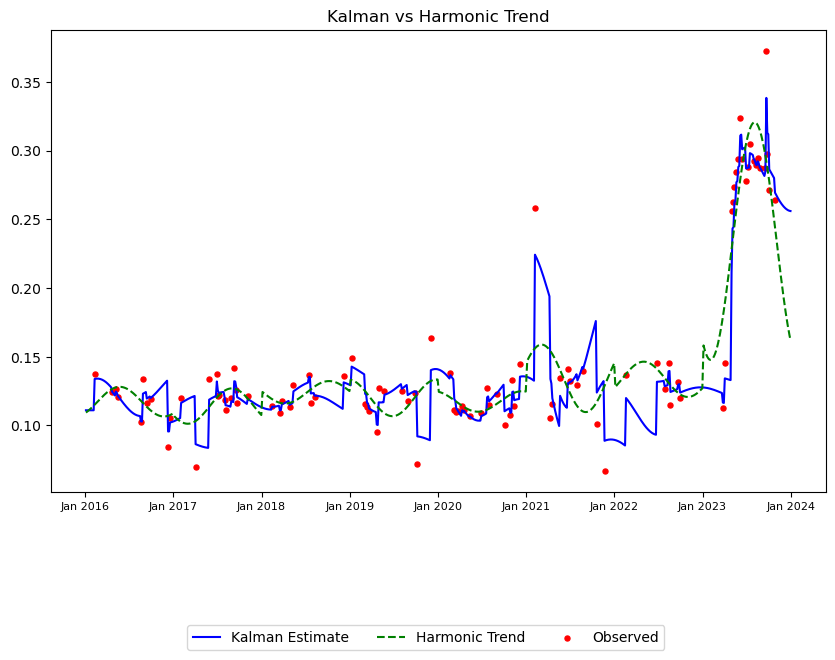 Kalman vs Harmonic Trend
0.35
0.30
0.25
0.20
0.15
0.10
Jan 2016 Jan 2017 Jan 2018 Jan 2019 Jan 2020 Jan 2021 Jan 2022 Jan 2023 Jan 2024
Kalman Estimate Harmonic Trend Observed